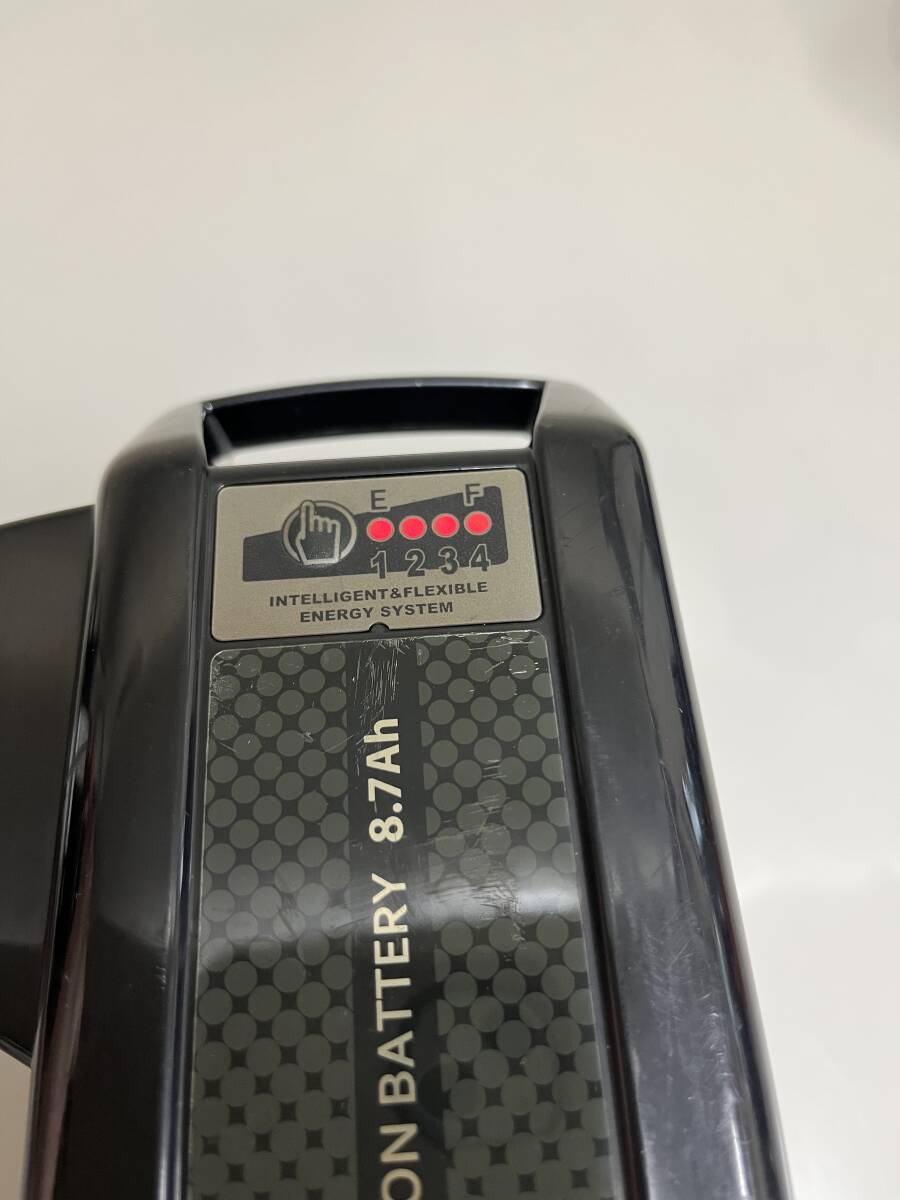 E F
1 2 3 4
INTELLIGENT&FLEXIBLE
ENERGY SYSTEM
ON BATTERY 8.7Ah